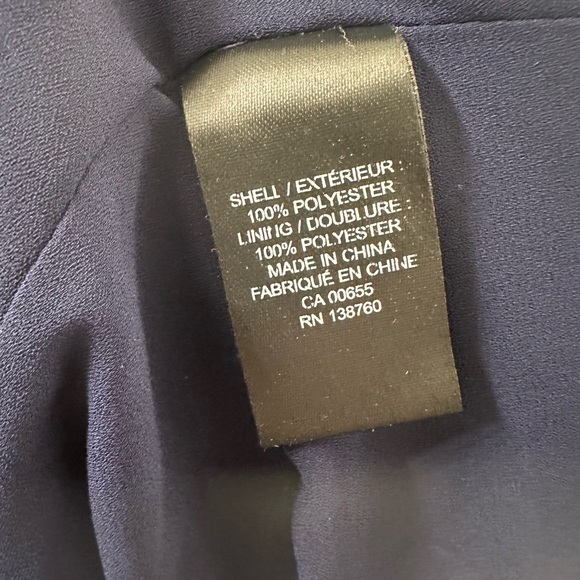 SHELL / EXTÉRIEUR :
100% POLYESTER
LINING / DOUBLURE :
100% POLYESTER
MADE IN CHINA
FABRIQUÉ EN CHINE
CA 00655
RN 138760